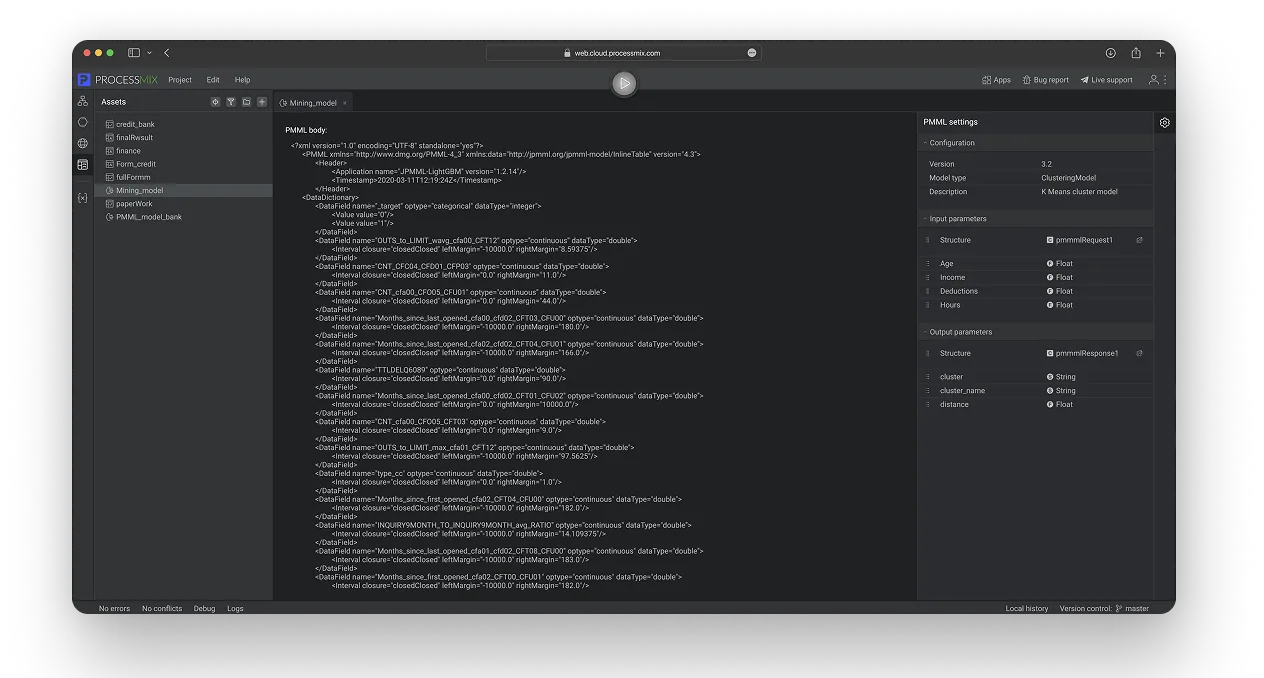 web.cloud.processmix.com
PROCESSMIX Project Edit Help
Apps Bug report Live support
Assets
credit_bank
finalRwsult
finance
Form_credit
fullFormm
Mining_model
paperWork
PMML_model_bank
Mining_model ×
PMML body:
<?xml version="1.0" encoding="UTF-8" standalone="yes"?>
<PMML xmlns="http://www.dmg.org/PMML-4_3" xmlns:data="http://jpmml.org/jpmml-model/InlineTable" version="4.3">
<Header>
<Application name="JPMML-LightGBM" version="1.2.14"/>
<Timestamp>2020-03-11T12:19:24Z</Timestamp>
</Header>
<DataDictionary>
<DataField name="_target" optype="categorical" dataType="integer">
<Value value="0"/>
<Value value="1"/>
</DataField>
<DataField name="OUTS_to_LIMIT_wavg_cfa00_CFT12" optype="continuous" dataType="double">
<Interval closure="closedClosed" leftMargin="-10000.0" rightMargin="8.59375"/>
</DataField>
<DataField name="CNT_CFC04_CFD01_CFP03" optype="continuous" dataType="double">
<Interval closure="closedClosed" leftMargin="0.0" rightMargin="11.0"/>
</DataField>
<DataField name="CNT_cfa00_CFO05_CFU01" optype="continuous" dataType="double">
<Interval closure="closedClosed" leftMargin="0.0" rightMargin="44.0"/>
</DataField>
<DataField name="Months_since_last_opened_cfa00_cfd02_CFT03_CFU00" optype="continuous" dataType="double">
<Interval closure="closedClosed" leftMargin="-10000.0" rightMargin="180.0"/>
</DataField>
<DataField name="Months_since_last_opened_cfa02_cfd02_CFT04_CFU01" optype="continuous" dataType="double">
<Interval closure="closedClosed" leftMargin="-10000.0" rightMargin="166.0"/>
</DataField>
<DataField name="TTLDELQ6089" optype="continuous" dataType="double">
<Interval closure="closedClosed" leftMargin="0.0" rightMargin="90.0"/>
</DataField>
<DataField name="Months_since_last_opened_cfa00_cfd02_CFT01_CFU02" optype="continuous" dataType="double">
<Interval closure="closedClosed" leftMargin="0.0" rightMargin="10000.0"/>
</DataField>
<DataField name="CNT_cfa00_CFO05_CFT03" optype="continuous" dataType="double">
<Interval closure="closedClosed" leftMargin="0.0" rightMargin="9.0"/>
</DataField>
<DataField name="OUTS_to_LIMIT_max_cfa01_CFT12" optype="continuous" dataType="double">
<Interval closure="closedClosed" leftMargin="-10000.0" rightMargin="97.5625"/>
</DataField>
<DataField name="type_cc" optype="continuous" dataType="double">
<Interval closure="closedClosed" leftMargin="0.0" rightMargin="1.0"/>
</DataField>
<DataField name="Months_since_first_opened_cfa02_CFT04_CFU00" optype="continuous" dataType="double">
<Interval closure="closedClosed" leftMargin="-10000.0" rightMargin="182.0"/>
</DataField>
<DataField name="INQUIRY9MONTH_TO_INQUIRY9MONTH_avg_RATIO" optype="continuous" dataType="double">
<Interval closure="closedClosed" leftMargin="-10000.0" rightMargin="14.109375"/>
</DataField>
<DataField name="Months_since_last_opened_cfa01_cfd02_CFT08_CFU00" optype="continuous" dataType="double">
<Interval closure="closedClosed" leftMargin="-10000.0" rightMargin="183.0"/>
</DataField>
<DataField name="Months_since_first_opened_cfa02_CFT00_CFU01" optype="continuous" dataType="double">
<Interval closure="closedClosed" leftMargin="-10000.0" rightMargin="182.0"/>
PMML settings
Configuration
Version 3.2
Model type ClusteringModel
Description K Means cluster model
Input parameters
Structure C pmmmlRequest1
Age F Float
Income F Float
Deductions F Float
Hours F Float
Output parameters
Structure C pmmmlResponse1
cluster S String
cluster_name S String
distance F Float
No errors No conflicts Debug Logs
Local history Version control: master